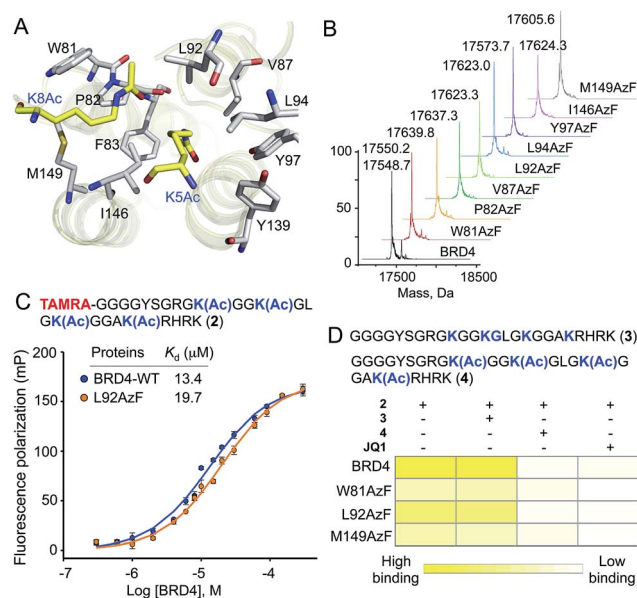 A
W81
L92
V87
K8Ac
P82
L94
F83
Y97
M149
K5Ac
I146
Y139
B
17605.6
17573.7
17624.3
17623.0
17623.3
17637.3
17639.8
17550.2
17548.7
M149AzF
I146AzF
Y97AzF
L94AzF
L92AzF
V87AzF
P82AzF
W81AzF
BRD4
100
50
0
17500 18500
Mass, Da
C
TAMRA-GGGGYSGRGK(Ac)GGK(Ac)GL
GK(Ac)GGAK(Ac)RHRK (2)
Proteins Kd (μM)
BRD4-WT 13.4
L92AzF 19.7
Fluorescence polarization (mP)
200
150
100
50
0
-7 -6 -5 -4 -3
Log [BRD4], M
D
GGGGYSGRGKGGKGLGKGGAKRHRK (3)
GGGGYSGRGK(Ac)GGK(Ac)GLGK(Ac)G
GAK(Ac)RHRK (4)
2 + + + +
3 - + - -
4 - - + -
JQ1 - - - +
BRD4
W81AzF
L92AzF
M149AzF
High binding
Low binding